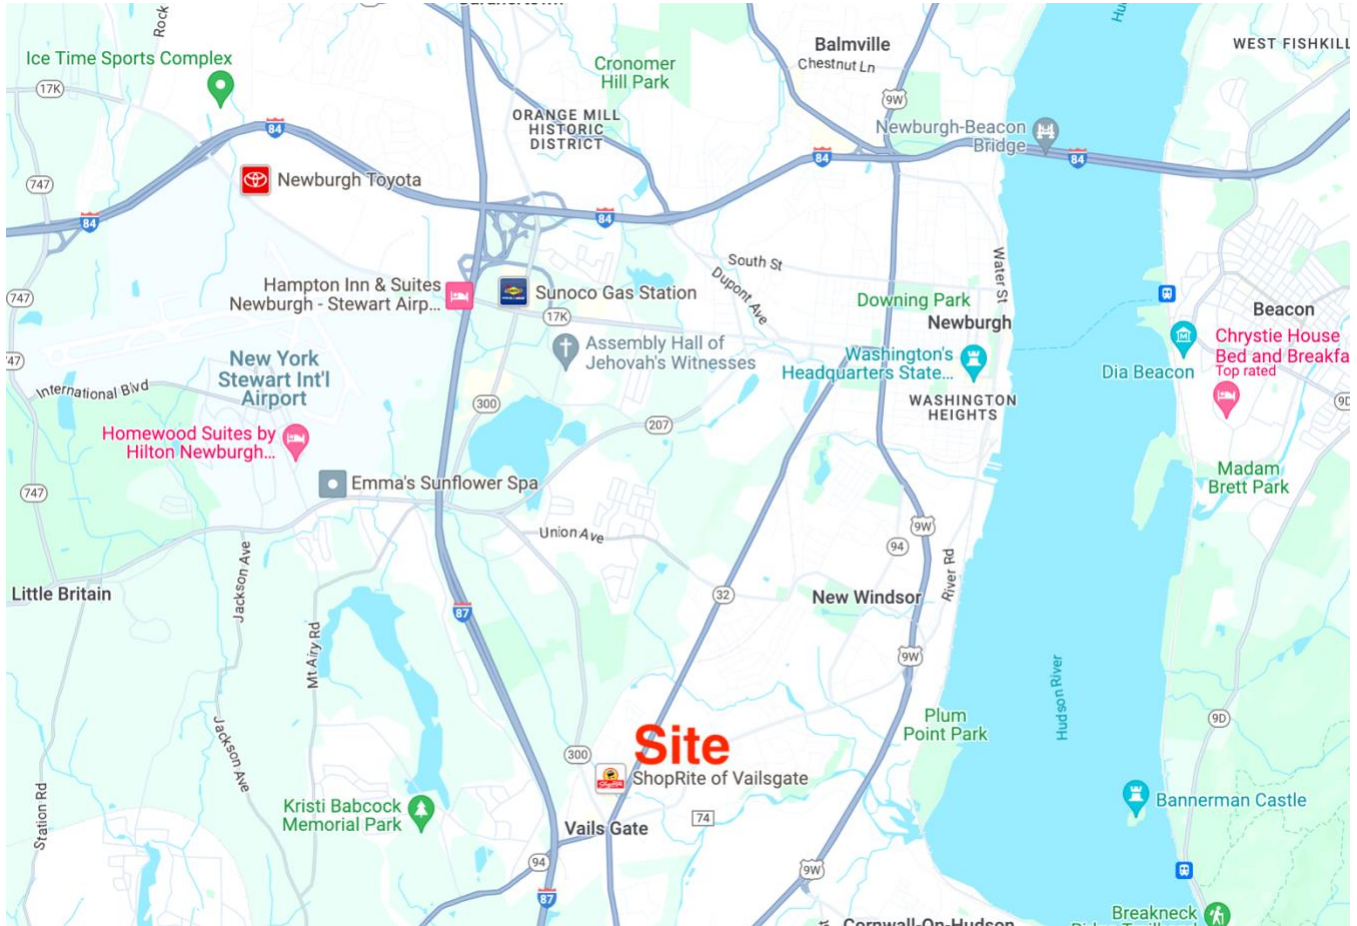 Rock
Balmville
Chestnut Ln
WEST FISHKILL
Ice Time Sports Complex
Cronomer
Hill Park
17K
9W
84
ORANGE MILL
HISTORIC
DISTRICT
Newburgh-Beacon
Bridge
84
84
747
Newburgh Toyota
84
84
South St
Dupont Ave
Water St
Hampton Inn & Suites
Newburgh - Stewart Airp...
Sunoco Gas Station
747
17K
Downing Park
Newburgh
Beacon
Assembly Hall of
Jehovah's Witnesses
Washington's
Headquarters State...
Chrystie House
Bed and Breakfa
Top rated
Dia Beacon
747
New York
Stewart Int'l
Airport
International Blvd
300
WASHINGTON
HEIGHTS
9D
207
Homewood Suites by
Hilton Newburgh...
Madam
Brett Park
Emma's Sunflower Spa
747
Union Ave
9W
94
River Rd
Jackson Ave
Little Britain
32
New Windsor
87
Mt Airy Rd
9W
Hudson River
Plum
Point Park
9D
Jackson Ave
Site
300
ShopRite of Vailsgate
Bannerman Castle
Station Rd
Kristi Babcock
Memorial Park
Vails Gate
74
94
9W
87
Breakneck
Cornwall-On-Hudson